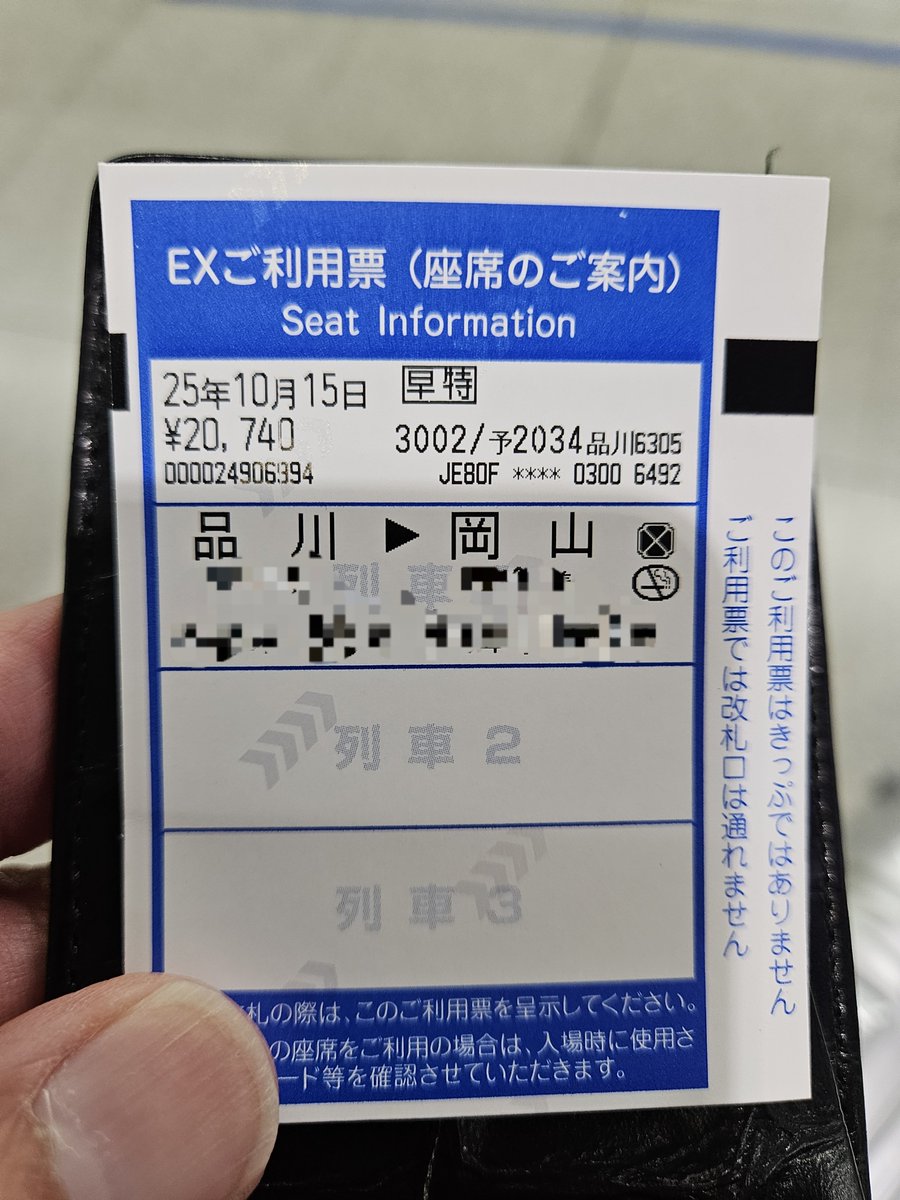 EXご利用票(座席のご案内)
Seat Information
25年10月15日 早特
¥20,740 3002/予2034品川6305
000024906394 JE80F **** 0300 6492
品川▶岡山
列車
列車2
列車3
札の際は、このご利用票を呈示してください。
の座席をご利用の場合は、入場時に使用さ
ード等を確認させていただきます。
このご利用票はきっぷではありません
ご利用票では改札口は通れません